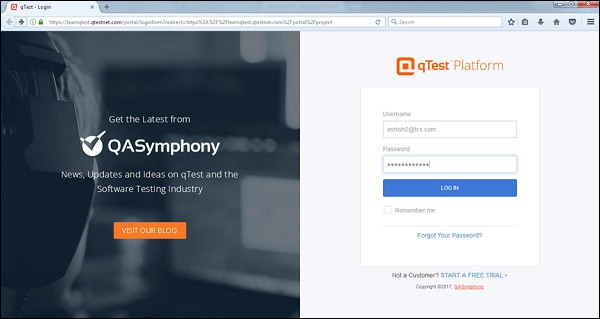 qTest - Login
https://learnqtest.qtestnet.com/portal/loginform?redirect=https%3A%2F%2Flearnqtest.qtestnet.com%2Fportal%2Fproject
Search
Get the Latest from
QASymphony
News, Updates and Ideas on qTest and the
Software Testing Industry
VISIT OUR BLOG
qTest Platform
Username
ashish2@tcs.com
Password
************
LOG IN
Remember me
Forgot Your Password?
Not a Customer? START A FREE TRIAL >
Copyright ©2017, QASymphony